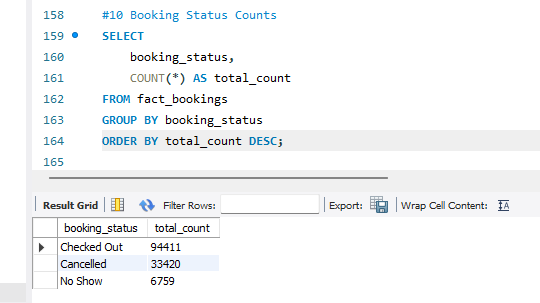 158 #10 Booking Status Counts
159 SELECT
160 booking_status,
161 COUNT(*) AS total_count
162 FROM fact_bookings
163 GROUP BY booking_status
164 ORDER BY total_count DESC;
165
Result Grid Filter Rows: Export: Wrap Cell Content: IA
booking_status total_count
Checked Out 94411
Cancelled 33420
No Show 6759